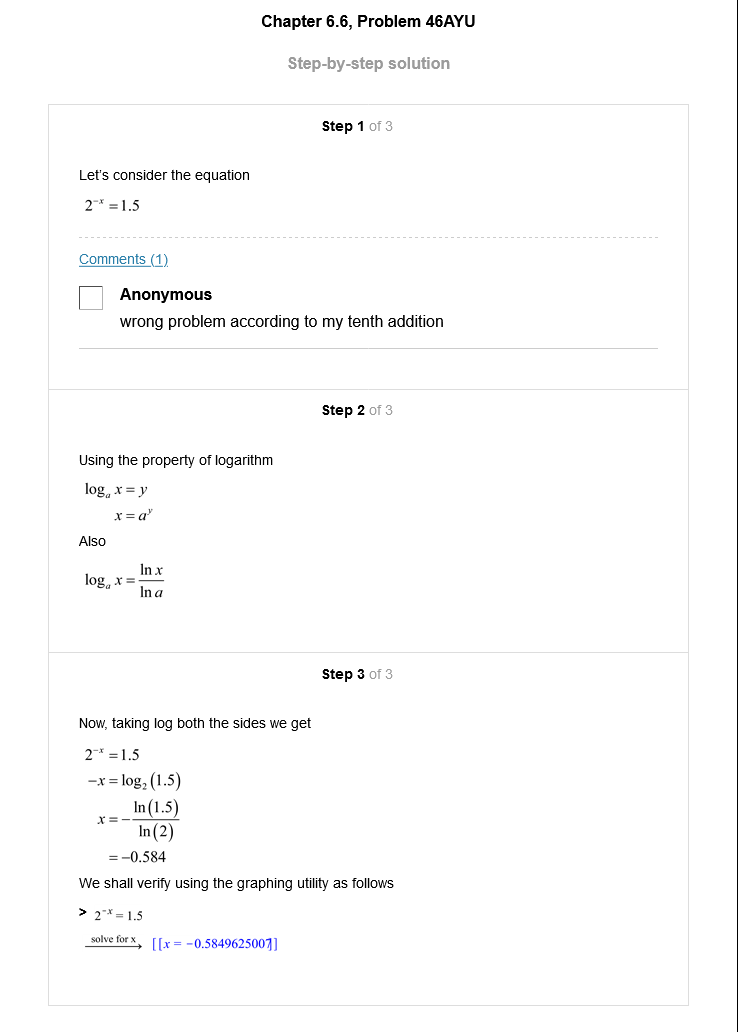 Chapter 6.6, Problem 46AYU
Step-by-step solution
Step 1 of 3
Let's consider the equation
2^{-x} = 1.5
Comments (1)
Anonymous
wrong problem according to my tenth addition
Step 2 of 3
Using the property of logarithm
log_a x = y
x = a^y
Also
log_a x = ln x / ln a
Step 3 of 3
Now, taking log both the sides we get
2^{-x} = 1.5
-x = log_2 (1.5)
x = - ln(1.5) / ln(2)
= -0.584
We shall verify using the graphing utility as follows
> 2^{-x} = 1.5
solve for x → [[x = -0.5849625007]]